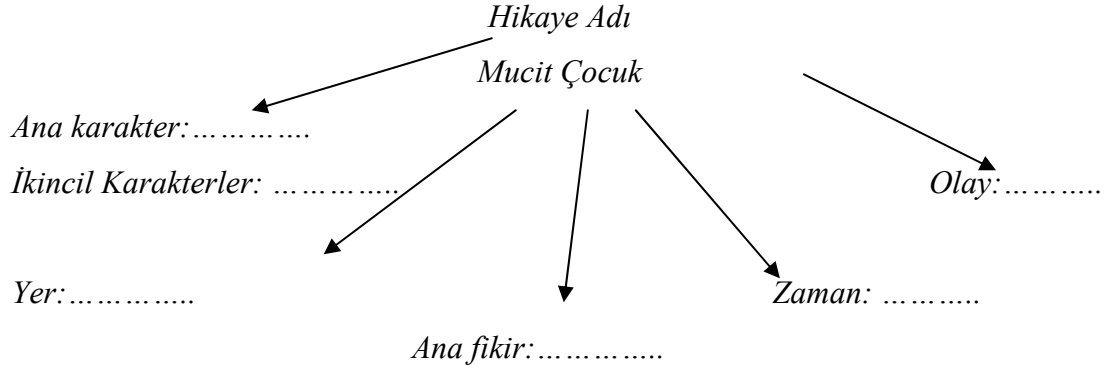 Hikaye Adı
Mucit Çocuk
Ana karakter:………….
İkincil Karakterler: …………..
Olay:………..
Yer:…………..
Zaman: ………..
Ana fikir:…………..